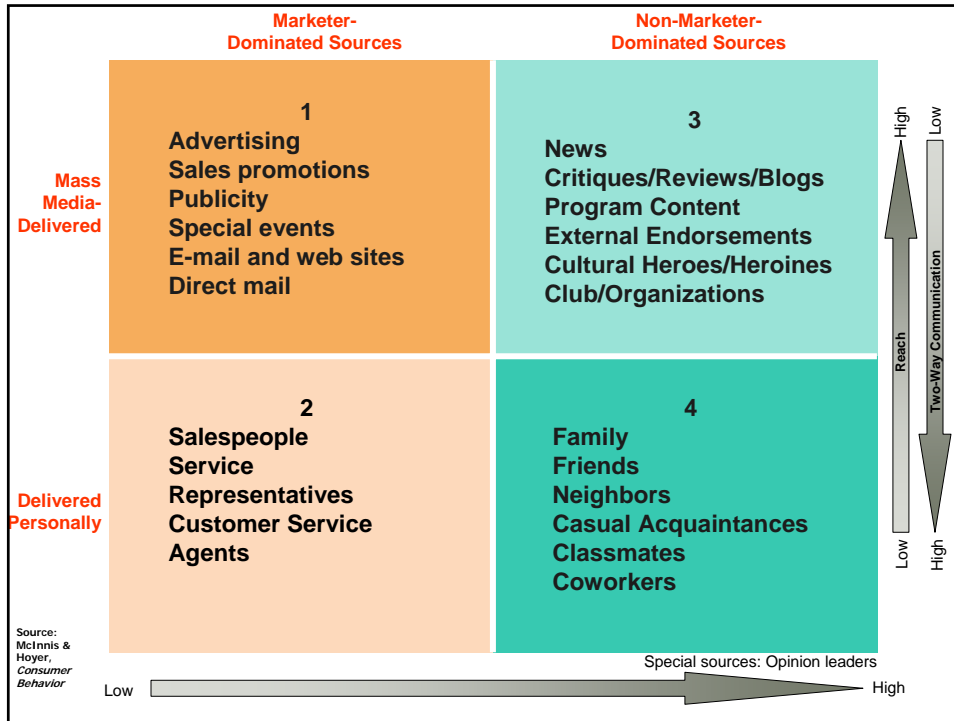 Marketer-
Dominated Sources
Non-Marketer-
Dominated Sources
Mass
Media-
Delivered
1
Advertising
Sales promotions
Publicity
Special events
E-mail and web sites
Direct mail
3
News
Critiques/Reviews/Blogs
Program Content
External Endorsements
Cultural Heroes/Heroines
Club/Organizations
High
Reach
Low
Low
Two-Way Communication
High
Delivered
Personally
2
Salespeople
Service
Representatives
Customer Service
Agents
4
Family
Friends
Neighbors
Casual Acquaintances
Classmates
Coworkers
Special sources: Opinion leaders
Source:
McInnis &
Hoyer,
Consumer
Behavior
Low
High